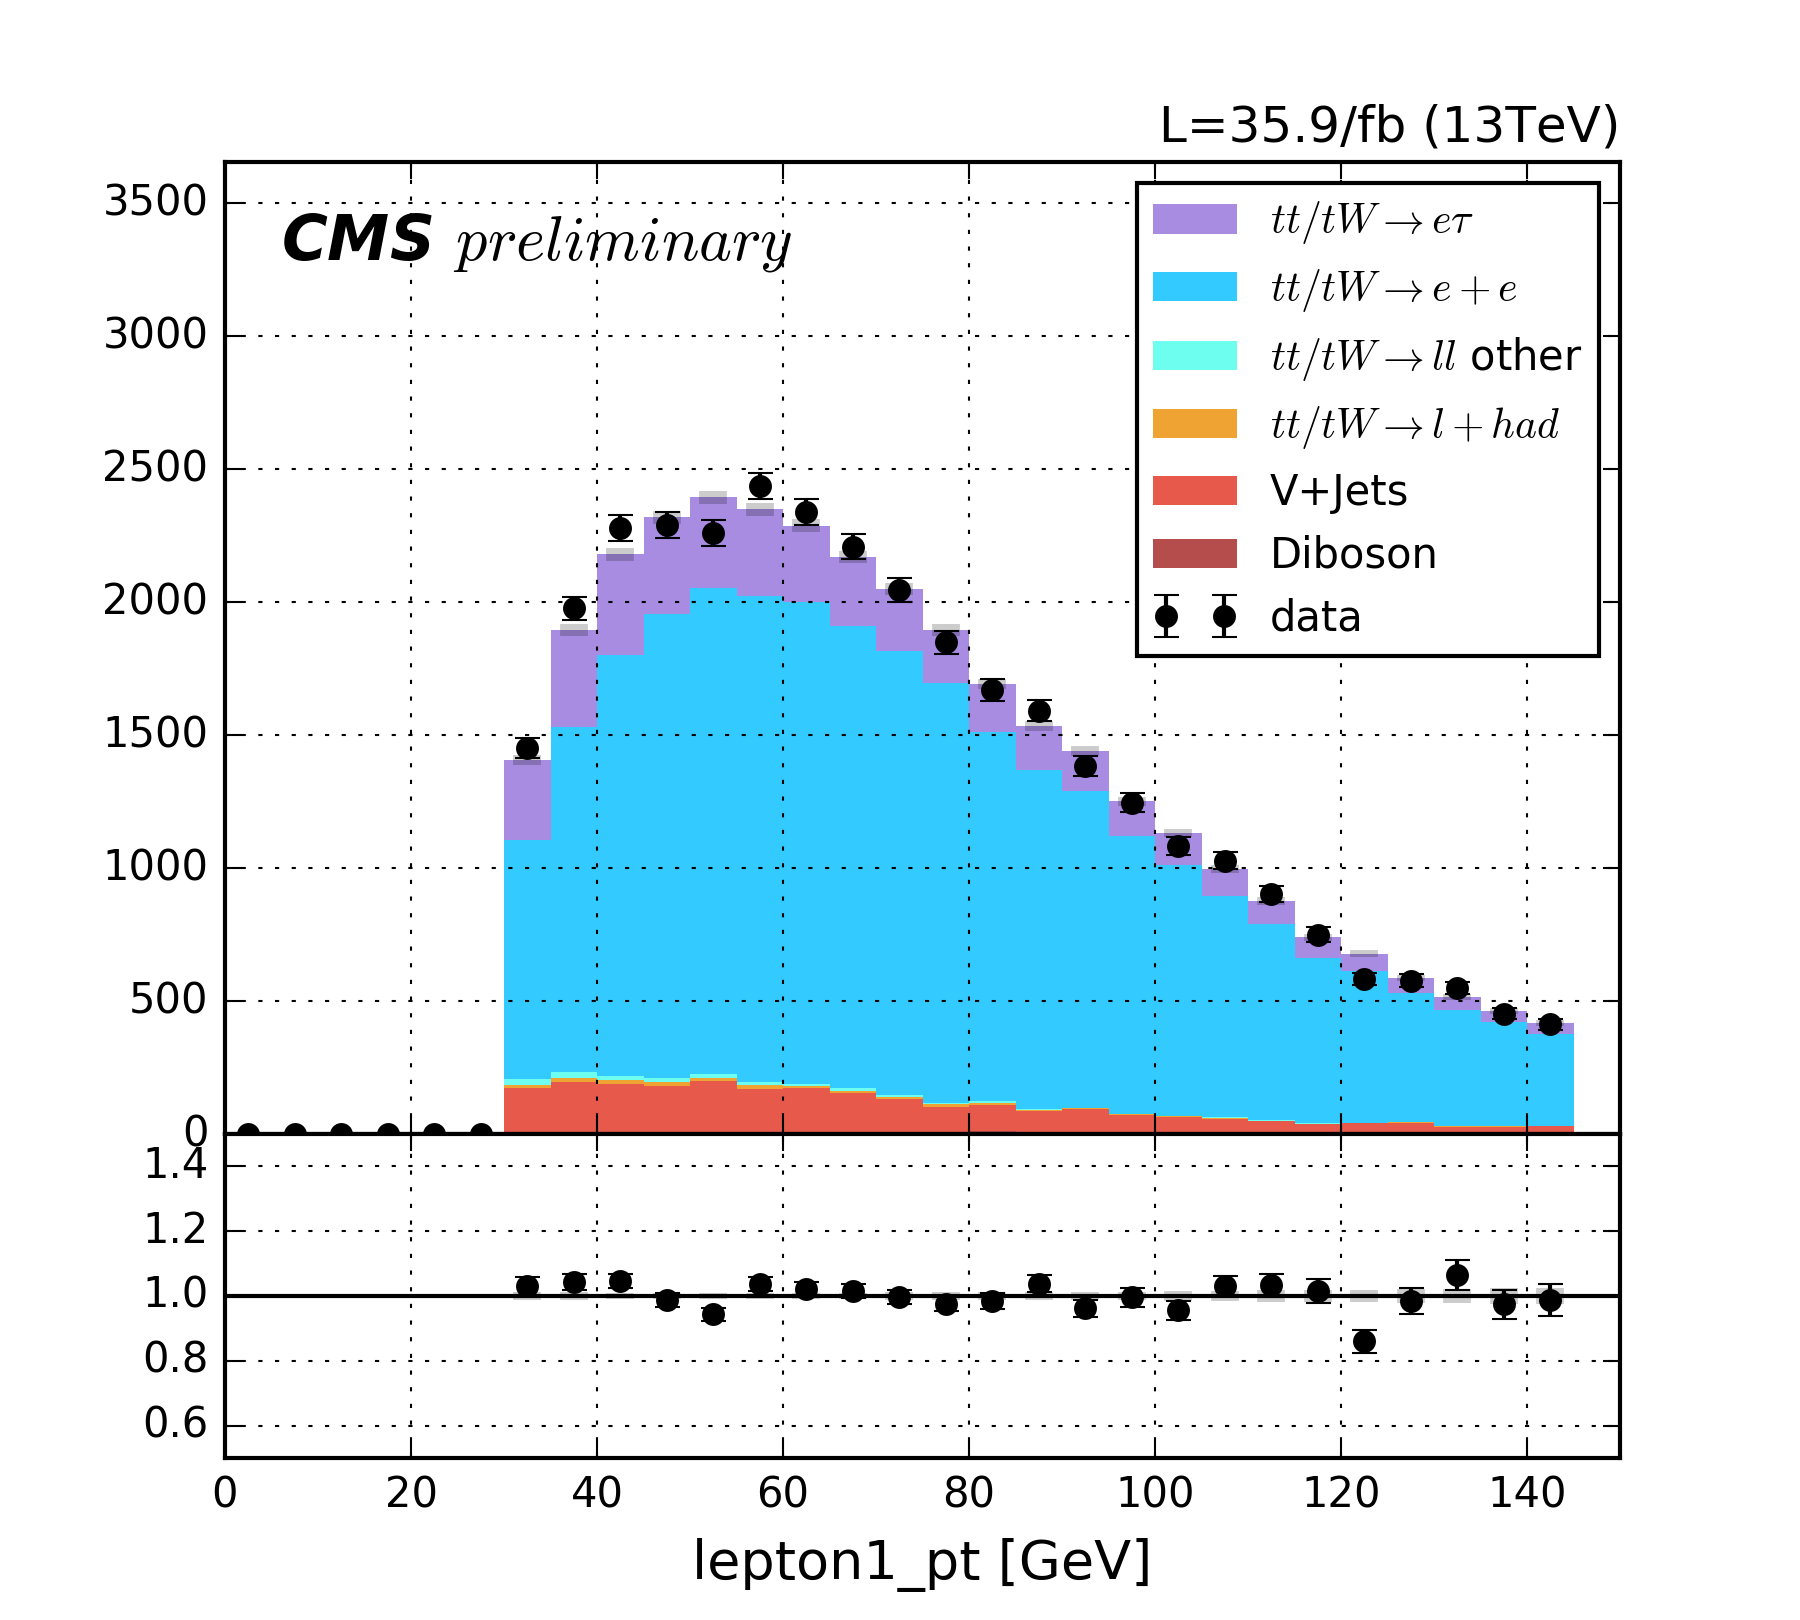 L=35.9/fb (13TeV)
CMS preliminary
3500
3000
2500
2000
1500
1000
500
0
tt/tW→eτ
tt/tW→e+e
tt/tW→ll other
tt/tW→l+had
V+Jets
Diboson
data
1.4
1.2
1.0
0.8
0.6
0 20 40 60 80 100 120 140
lepton1_pt [GeV]